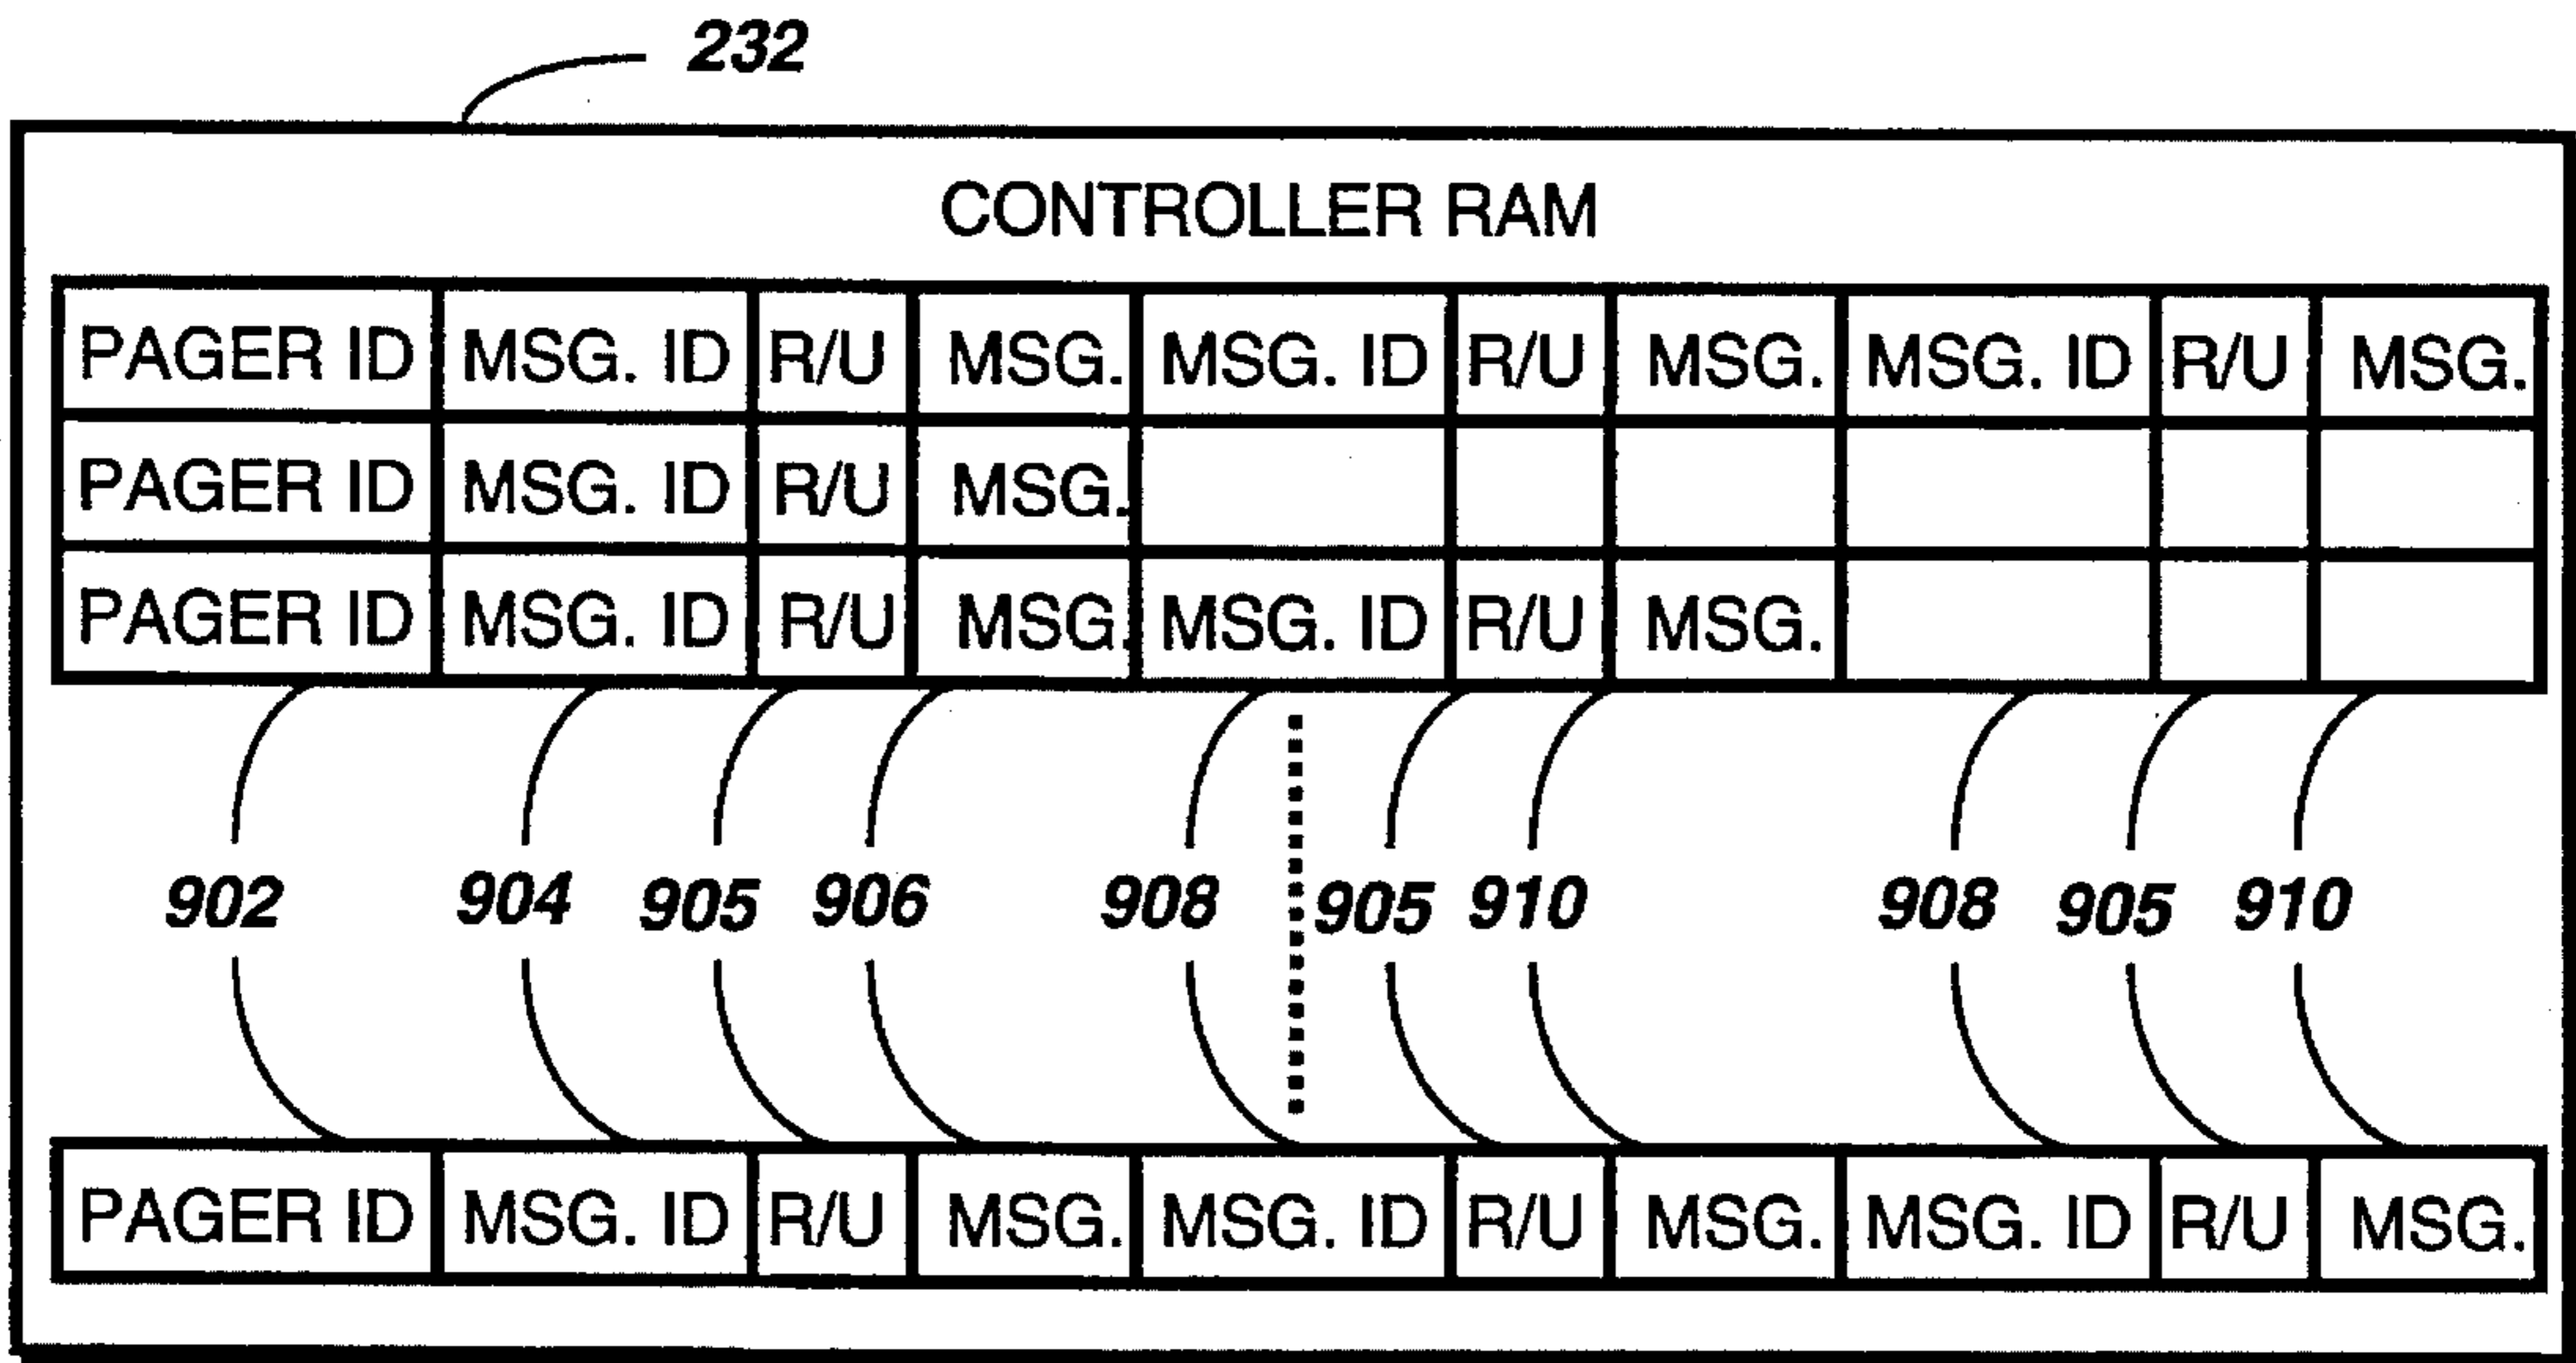 232
CONTROLLER RAM
PAGER ID MSG. ID R/U MSG. MSG. ID R/U MSG. MSG. ID R/U MSG.
PAGER ID MSG. ID R/U MSG.
PAGER ID MSG. ID R/U MSG. MSG. ID R/U MSG.
902 904 905 906 908 905 910 908 905 910
PAGER ID MSG. ID R/U MSG. MSG. ID R/U MSG. MSG. ID R/U MSG.